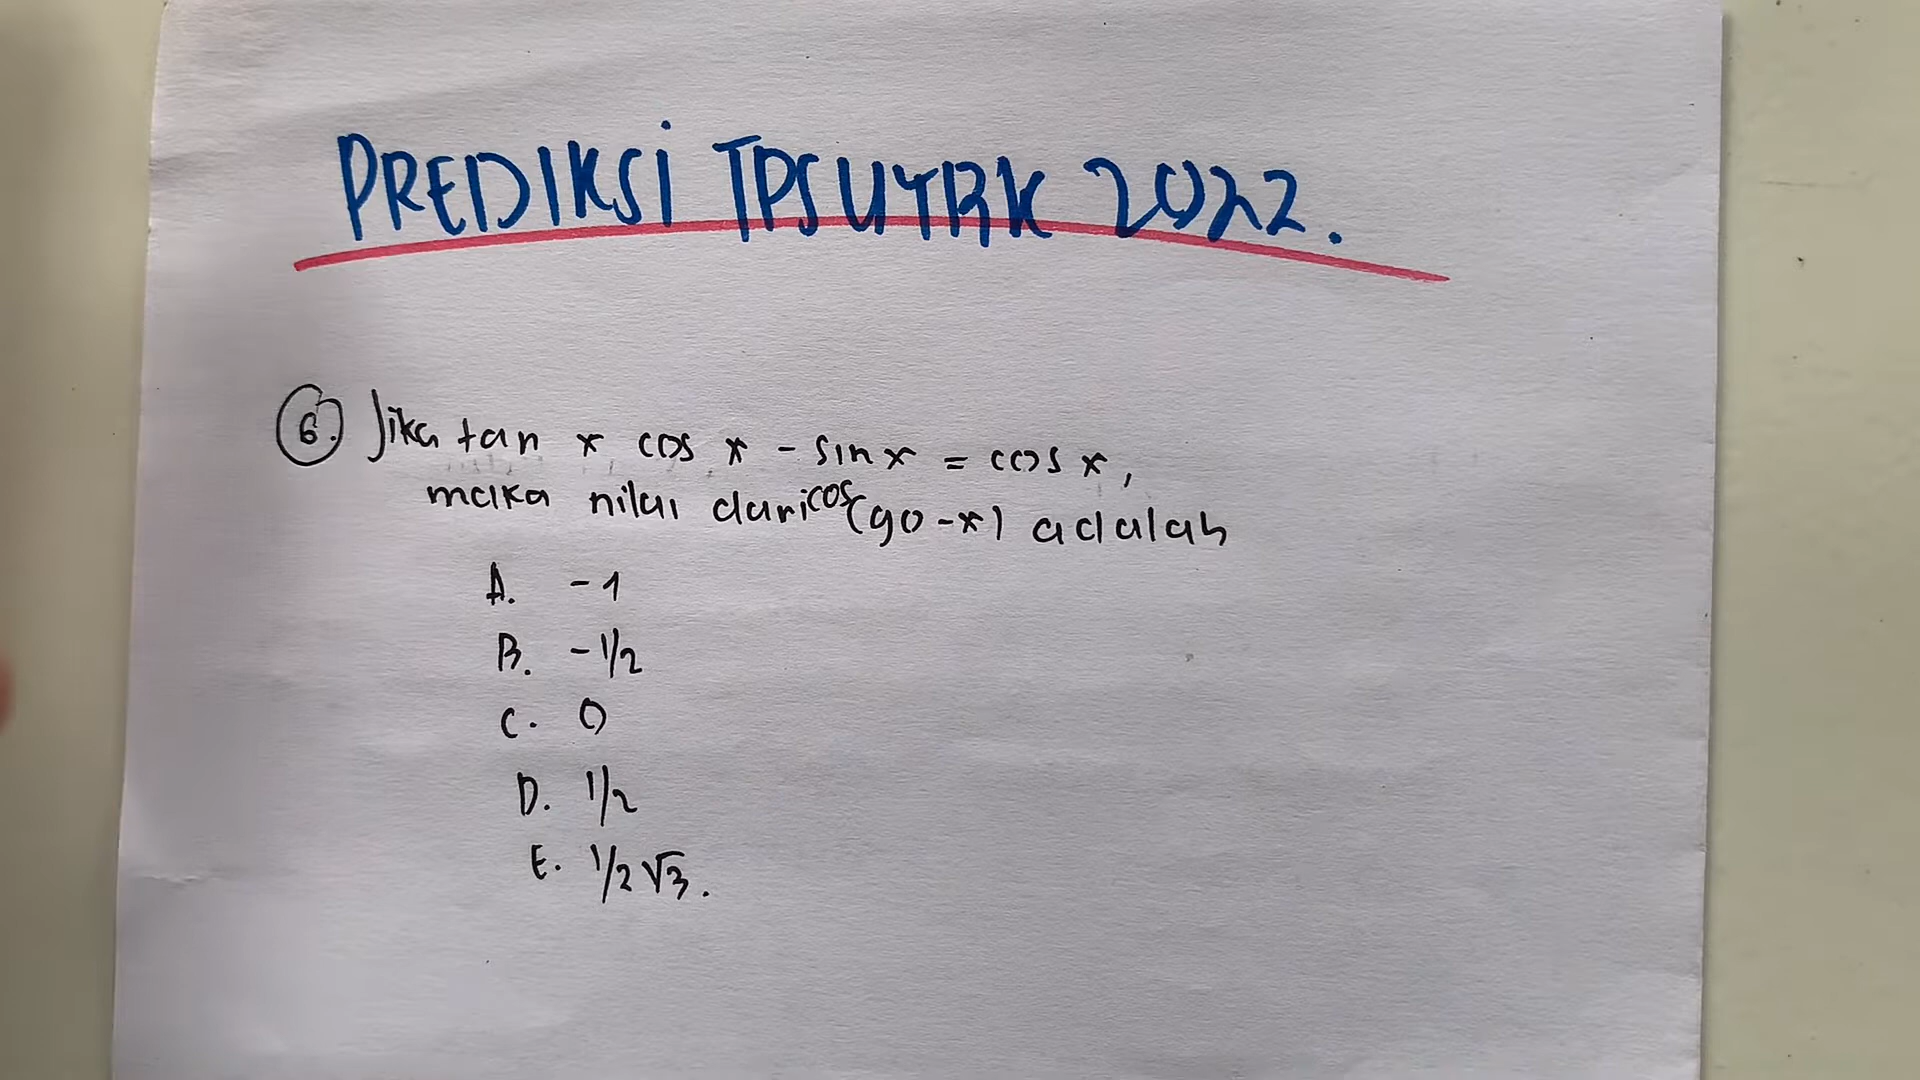 PREDIKSI TPS UTBK 2022.
6. Jika tan x cos x - sin x = cos x,
maka nilai dari cos (90-x) adalah
A. -1
B. -1/2
C. 0
D. 1/2
E. 1/2 √3.